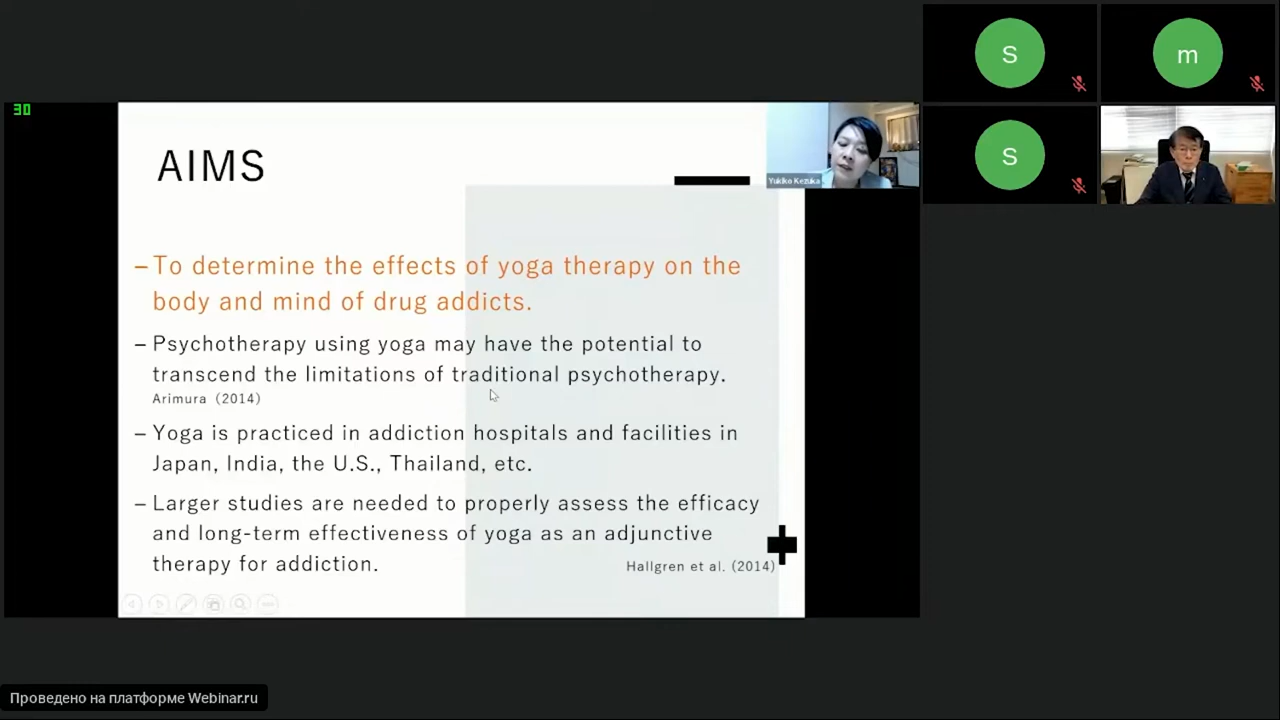 30
AIMS
Yukiko Kezuka
–To determine the effects of yoga therapy on the
body and mind of drug addicts.
– Psychotherapy using yoga may have the potential to
transcend the limitations of traditional psychotherapy.
Arimura (2014)
– Yoga is practiced in addiction hospitals and facilities in
Japan, India, the U.S., Thailand, etc.
– Larger studies are needed to properly assess the efficacy
and long-term effectiveness of yoga as an adjunctive
therapy for addiction.
Hallgren et al. (2014)
S
m
S
Проведено на платформе Webinar.ru